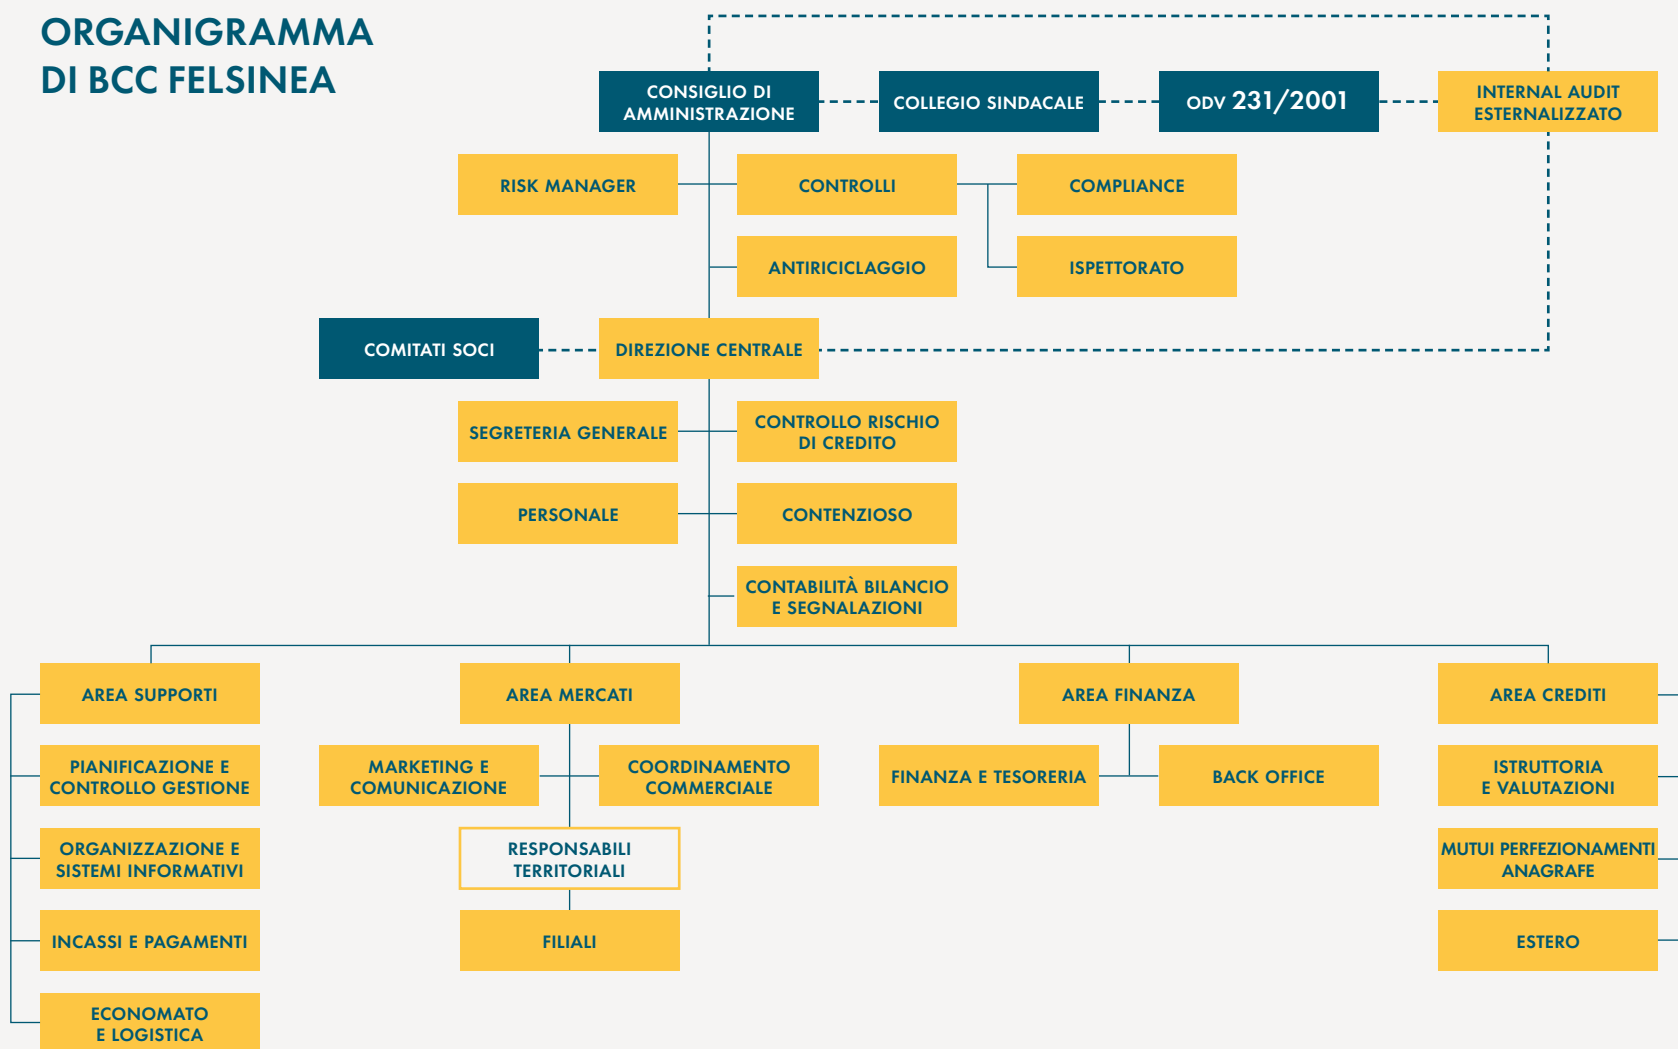 ORGANIGRAMMA
DI BCC FELSINEA
CONSIGLIO DI
AMMINISTRAZIONE
COLLEGIO SINDACALE
ODV 231/2001
INTERNAL AUDIT
ESTERNALIZZATO
RISK MANAGER
CONTROLLI
COMPLIANCE
ANTIRICICLAGGIO
ISPETTORATO
COMITATI SOCI
DIREZIONE CENTRALE
SEGRETERIA GENERALE
CONTROLLO RISCHIO
DI CREDITO
PERSONALE
CONTENZIOSO
CONTABILITÀ BILANCIO
E SEGNALAZIONI
AREA SUPPORTI
AREA MERCATI
AREA FINANZA
AREA CREDITI
PIANIFICAZIONE E
CONTROLLO GESTIONE
MARKETING E
COMUNICAZIONE
COORDINAMENTO
COMMERCIALE
FINANZA E TESORERIA
BACK OFFICE
ISTRUTTORIA
E VALUTAZIONI
ORGANIZZAZIONE E
SISTEMI INFORMATIVI
RESPONSABILI
TERRITORIALI
MUTUI PERFEZIONAMENTI
ANAGRAFE
INCASSI E PAGAMENTI
FILIALI
ESTERO
ECONOMATO
E LOGISTICA